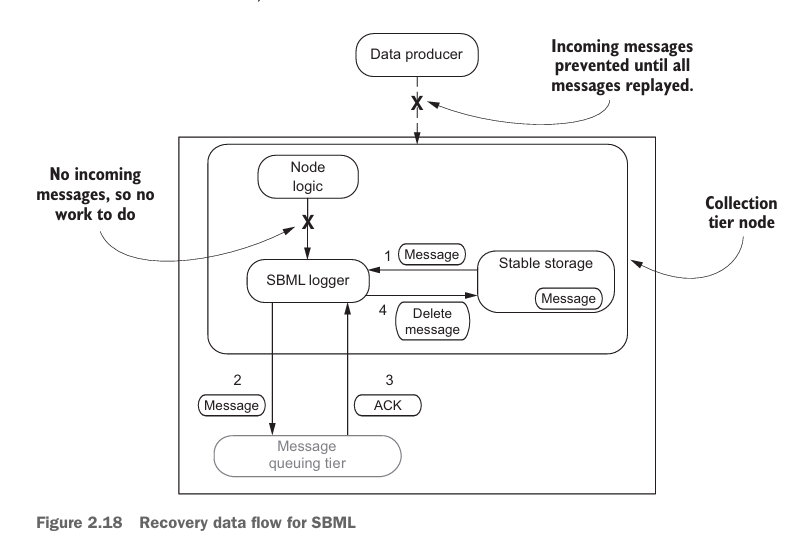 Data producer
Incoming messages
prevented until all
messages replayed.
X
Node
logic
No incoming
messages, so no
work to do
X
Collection
tier node
1
Message
Stable storage
SBML logger
Message
4
Delete
message
2
3
Message
ACK
Message
queuing tier
Figure 2.18 Recovery data flow for SBML